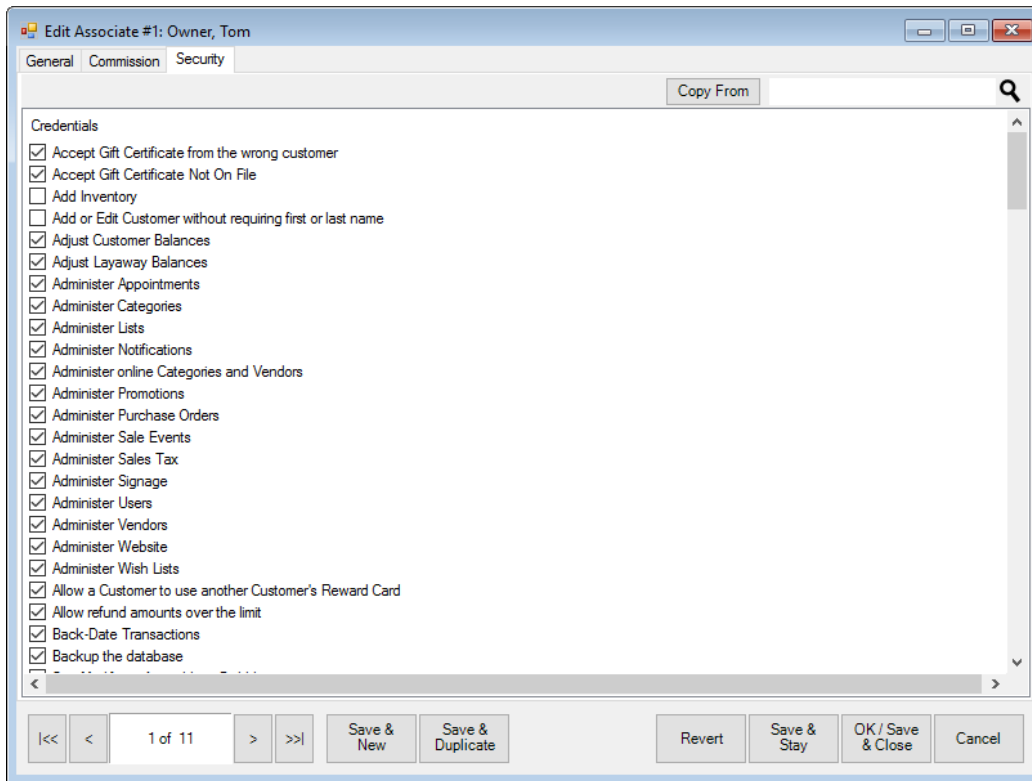 Edit Associate #1: Owner, Tom
General Commission Security
Copy From
Credentials
Accept Gift Certificate from the wrong customer
Accept Gift Certificate Not On File
Add Inventory
Add or Edit Customer without requiring first or last name
Adjust Customer Balances
Adjust Layaway Balances
Administer Appointments
Administer Categories
Administer Lists
Administer Notifications
Administer online Categories and Vendors
Administer Promotions
Administer Purchase Orders
Administer Sale Events
Administer Sales Tax
Administer Signage
Administer Users
Administer Vendors
Administer Website
Administer Wish Lists
Allow a Customer to use another Customer's Reward Card
Allow refund amounts over the limit
Back-Date Transactions
Backup the database
|<< < 1 of 11 > >>| Save & New Save & Duplicate Revert Save & Stay OK / Save & Close Cancel